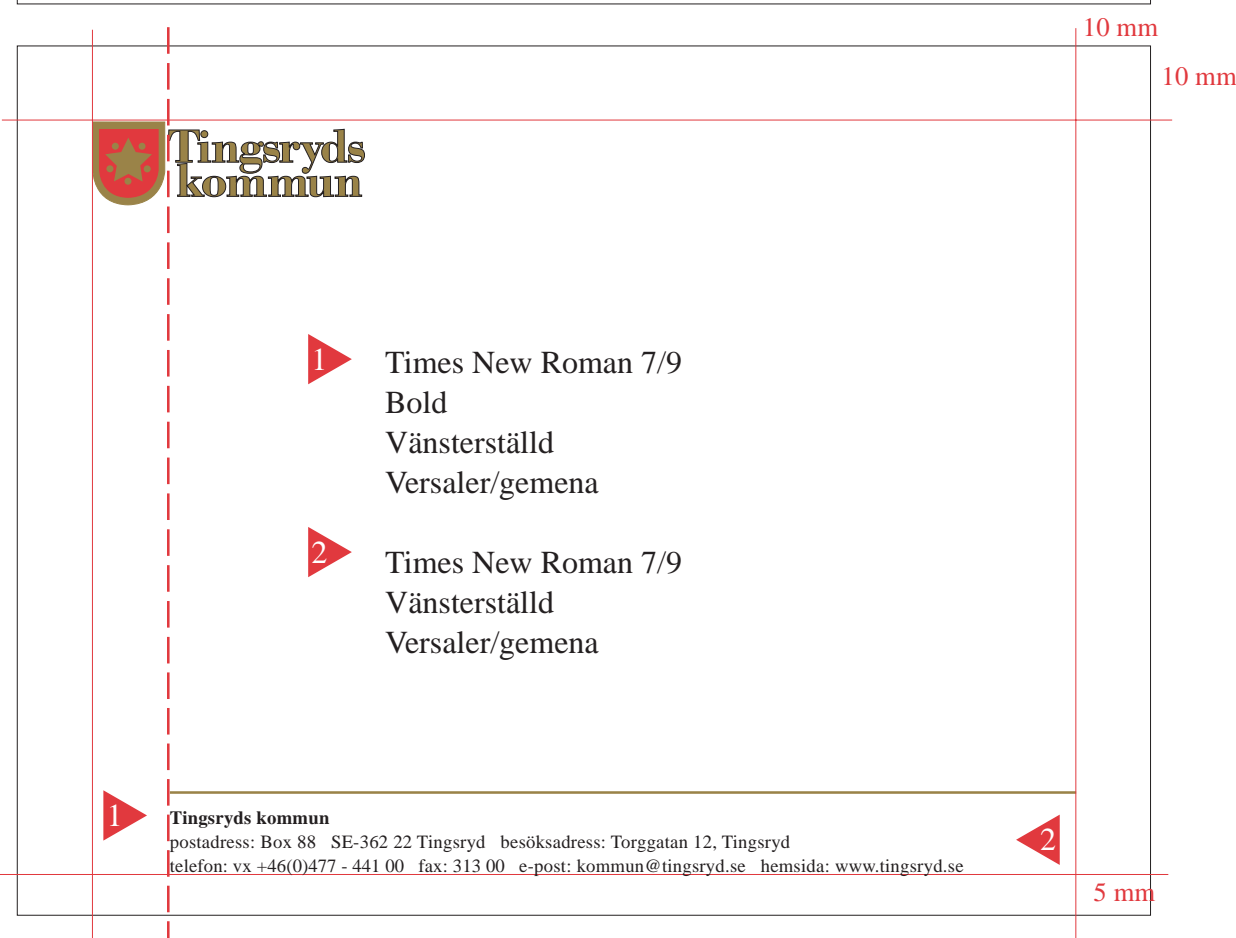 10 mm
10 mm
Tingsryds
kommun
1
Times New Roman 7/9
Bold
Vänsterställd
Versaler/gemena
2
Times New Roman 7/9
Vänsterställd
Versaler/gemena
1
Tingsryds kommun
postadress: Box 88   SE-362 22 Tingsryd   besöksadress: Torggatan 12, Tingsryd
2
telefon: vx +46(0)477 - 441 00   fax: 313 00   e-post: kommun@tingsryd.se   hemsida: www.tingsryd.se
5 mm